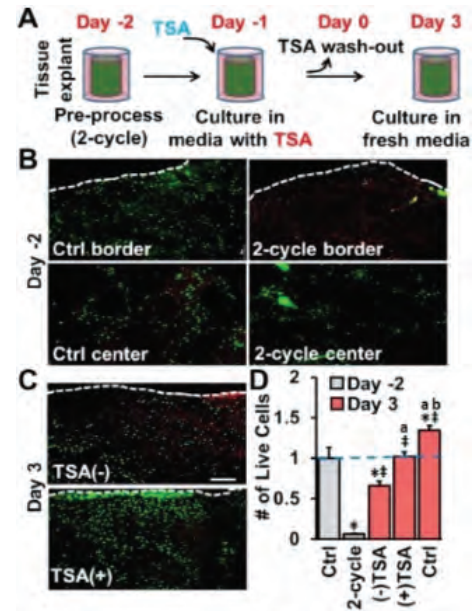 A
Day -2
Day -1
Day 0
Day 3
TSA
TSA wash-out
Tissue
explant
Pre-process
(2-cycle)
Culture in
media with TSA
Culture in
fresh media
B
Day -2
Ctrl border
2-cycle border
Ctrl center
2-cycle center
C
Day 3
TSA(-)
TSA(+)
D
Day -2
Day 3
# of Live Cells
2
1.5
1
0.5
0
*
*‡
a
‡
a b
*‡
Ctrl
2-cycle
(-)TSA
(+)TSA
Ctrl